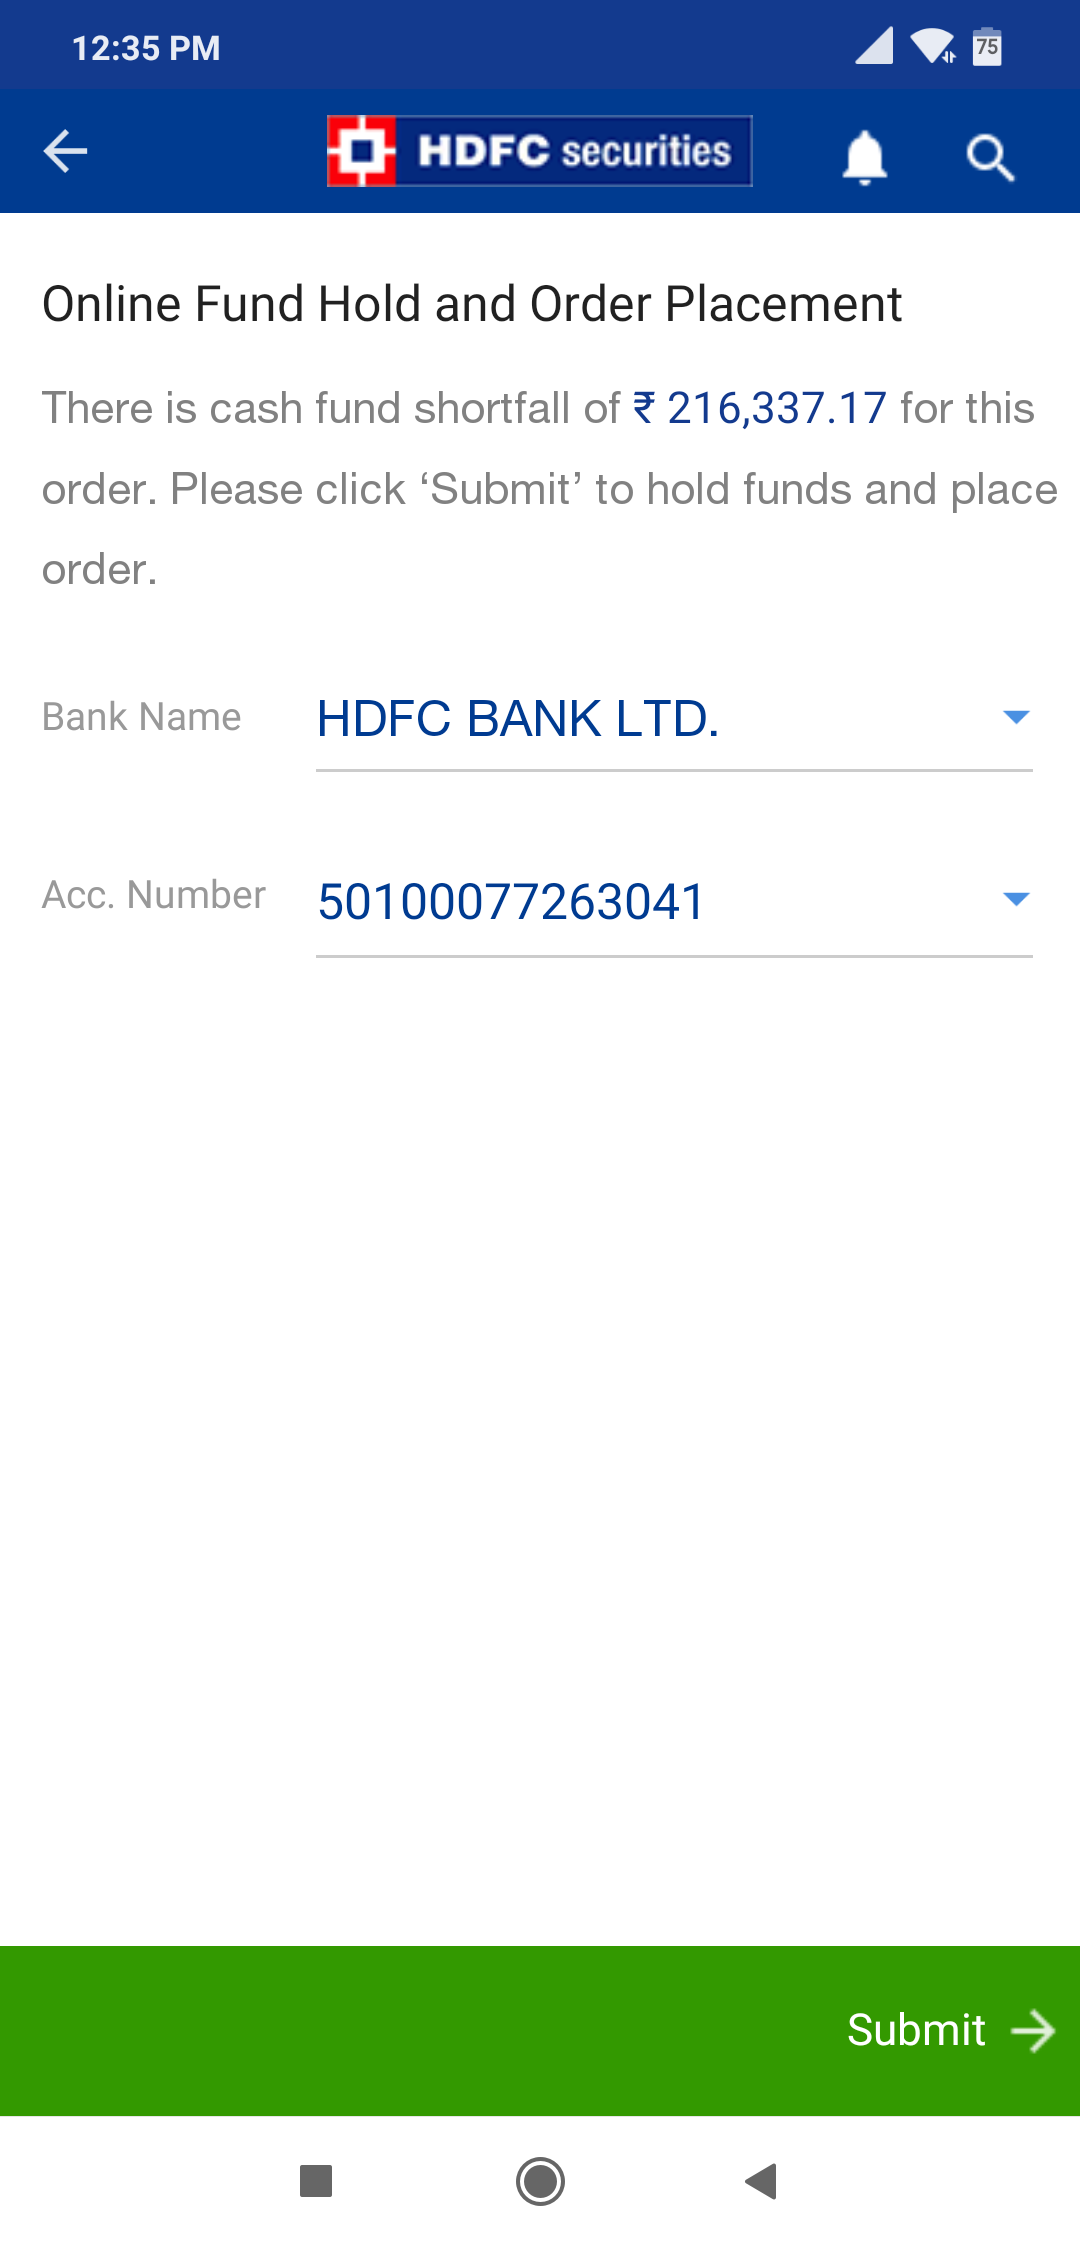 12:35 PM
75
HDFC securities
Online Fund Hold and Order Placement
There is cash fund shortfall of ₹ 216,337.17 for this
order. Please click ‘Submit’ to hold funds and place
order.
Bank Name HDFC BANK LTD.
Acc. Number 50100077263041
Submit